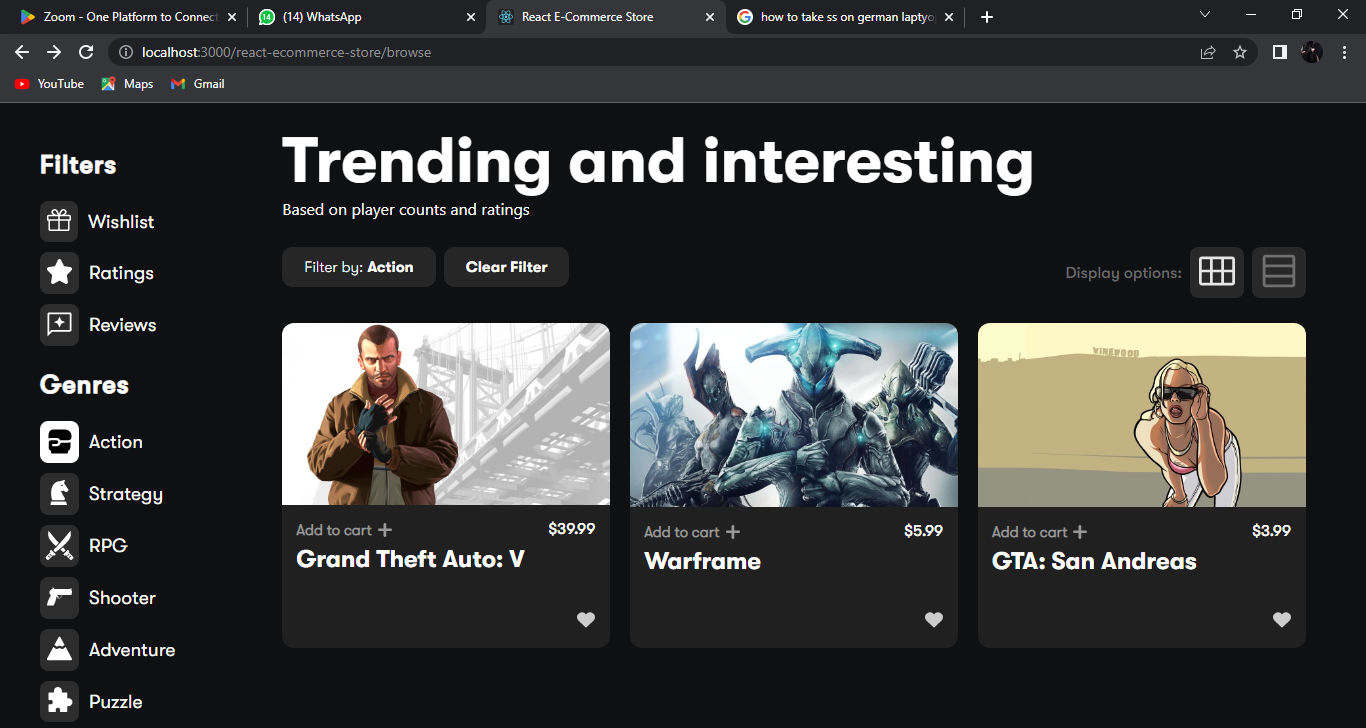 Zoom - One Platform to Connect
(14) WhatsApp
React E-Commerce Store
how to take ss on german laptyo
localhost:3000/react-ecommerce-store/browse
YouTube
Maps
Gmail
Filters
Wishlist
Ratings
Reviews
Genres
Action
Strategy
RPG
Shooter
Adventure
Puzzle
Trending and interesting
Based on player counts and ratings
Filter by: Action
Clear Filter
Display options:
VINEWOOD
Add to cart +
$39.99
Grand Theft Auto: V
Add to cart +
$5.99
Warframe
Add to cart +
$3.99
GTA: San Andreas